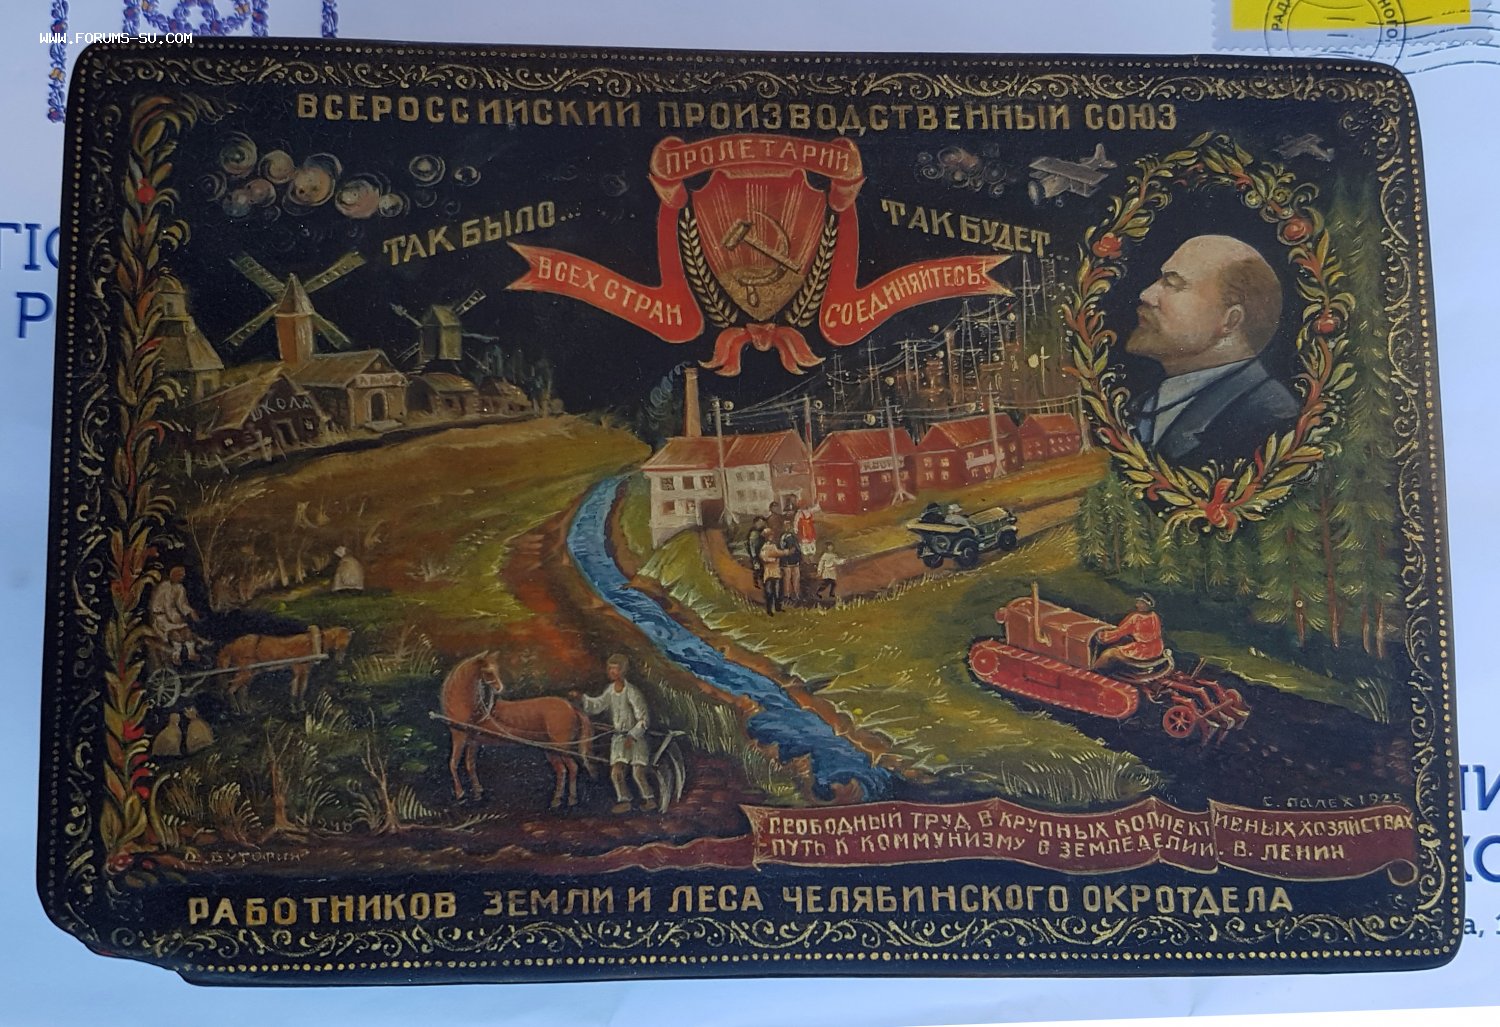 WWW.FORUMS-SU.COM
ВСЕРОССИЙСКИЙ ПРОИЗВОДСТВЕННЫЙ СОЮЗ
ПРОЛЕТАРИИ
ТАК БЫЛО...
ТАК БУДЕТ
ВСЕХ СТРАН
СОЕДИНЯЙТЕСЬ!
ШКОЛА
С. ПАЛЕХ 1925
СВОБОДНЫЙ ТРУД В КРУПНЫХ КОЛЛЕКТИВНЫХ ХОЗЯЙСТВАХ
ПУТЬ К КОММУНИЗМУ В ЗЕМЛЕДЕЛИИ. В. ЛЕНИН
Д. БУТОРИН
РАБОТНИКОВ ЗЕМЛИ И ЛЕСА ЧЕЛЯБИНСКОГО ОКРОТДЕЛА